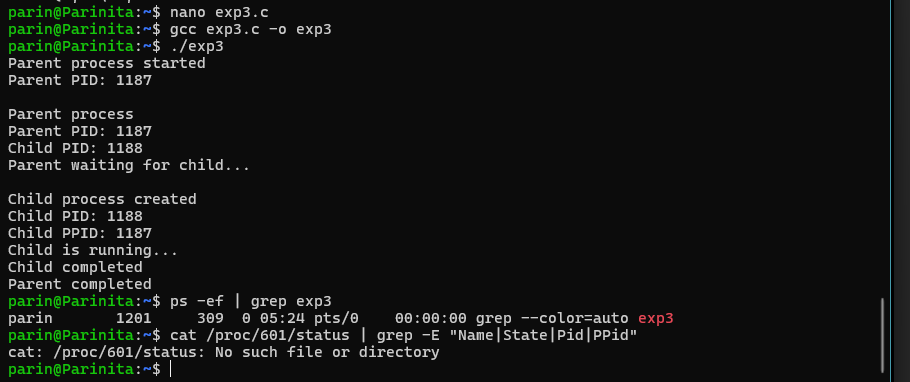 parin@Parinita:~$ nano exp3.c
parin@Parinita:~$ gcc exp3.c -o exp3
parin@Parinita:~$ ./exp3
Parent process started
Parent PID: 1187

Parent process
Parent PID: 1187
Child PID: 1188
Parent waiting for child...

Child process created
Child PID: 1188
Child PPID: 1187
Child is running...
Child completed
Parent completed
parin@Parinita:~$ ps -ef | grep exp3
parin       1201     309  0 05:24 pts/0    00:00:00 grep --color=auto exp3
parin@Parinita:~$ cat /proc/601/status | grep -E "Name|State|Pid|PPid"
cat: /proc/601/status: No such file or directory
parin@Parinita:~$